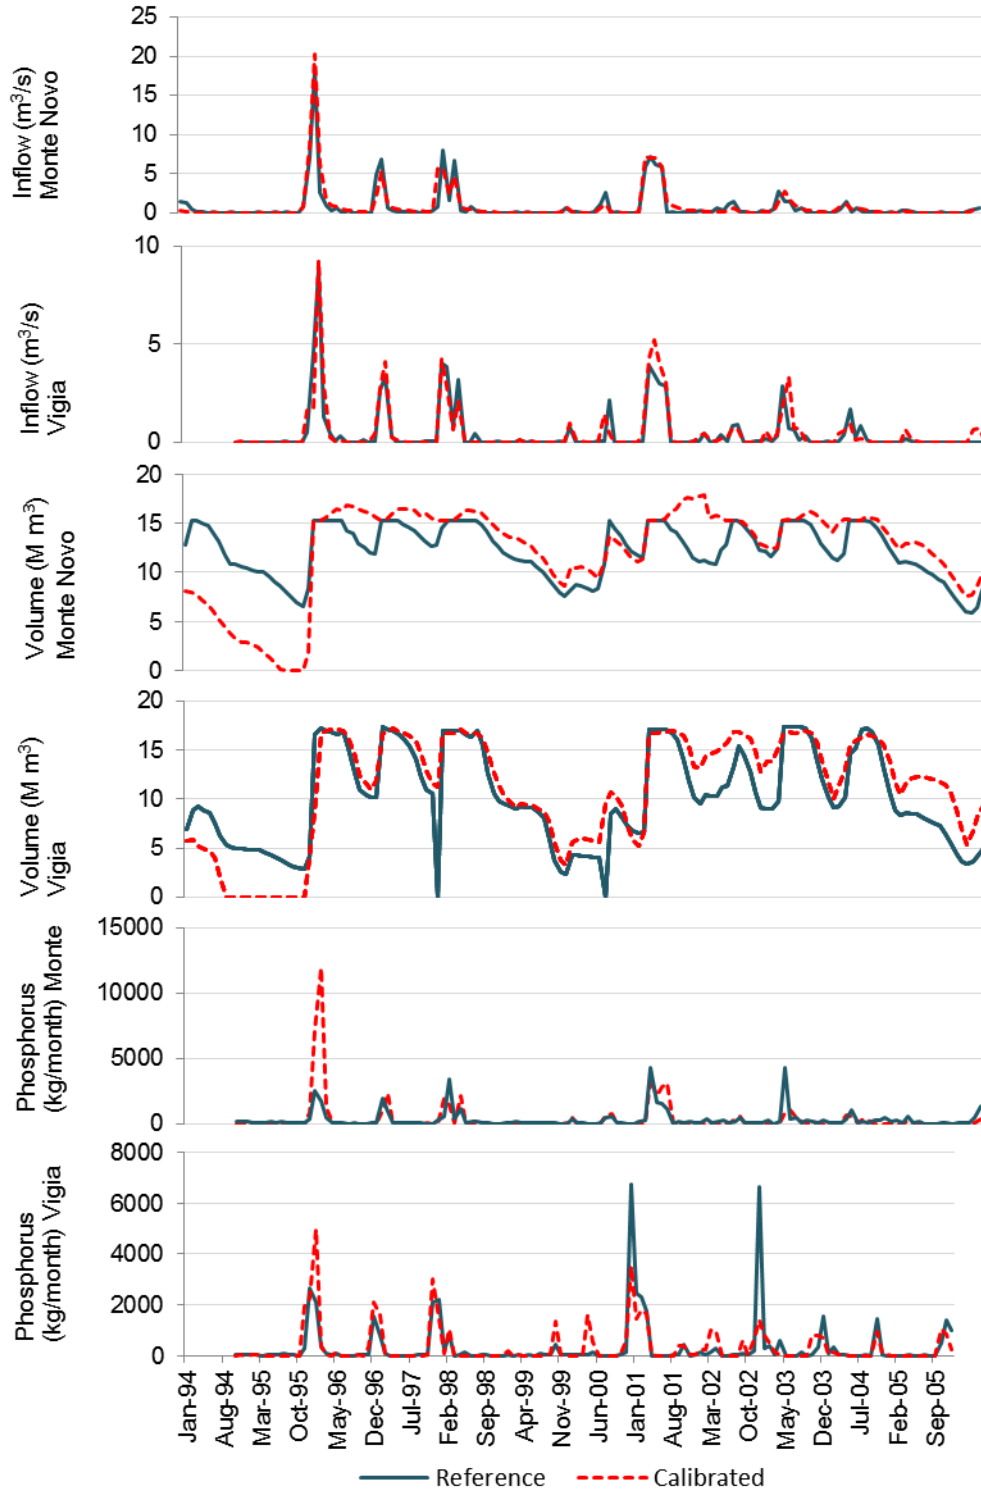 Inflow (m³/s)
Monte Novo
25
20
15
10
5
0
Inflow (m³/s)
Vigia
10
5
0
Volume (M m³)
Monte Novo
20
15
10
5
0
Volume (M m³)
Vigia
20
15
10
5
0
Phosphorus
(kg/month) Monte
15000
10000
5000
0
Phosphorus
(kg/month) Vigia
8000
6000
4000
2000
0
Jan-94
Aug-94
Mar-95
Oct-95
May-96
Dec-96
Jul-97
Feb-98
Sep-98
Apr-99
Nov-99
Jun-00
Jan-01
Aug-01
Mar-02
Oct-02
May-03
Dec-03
Jul-04
Feb-05
Sep-05
Reference
Calibrated